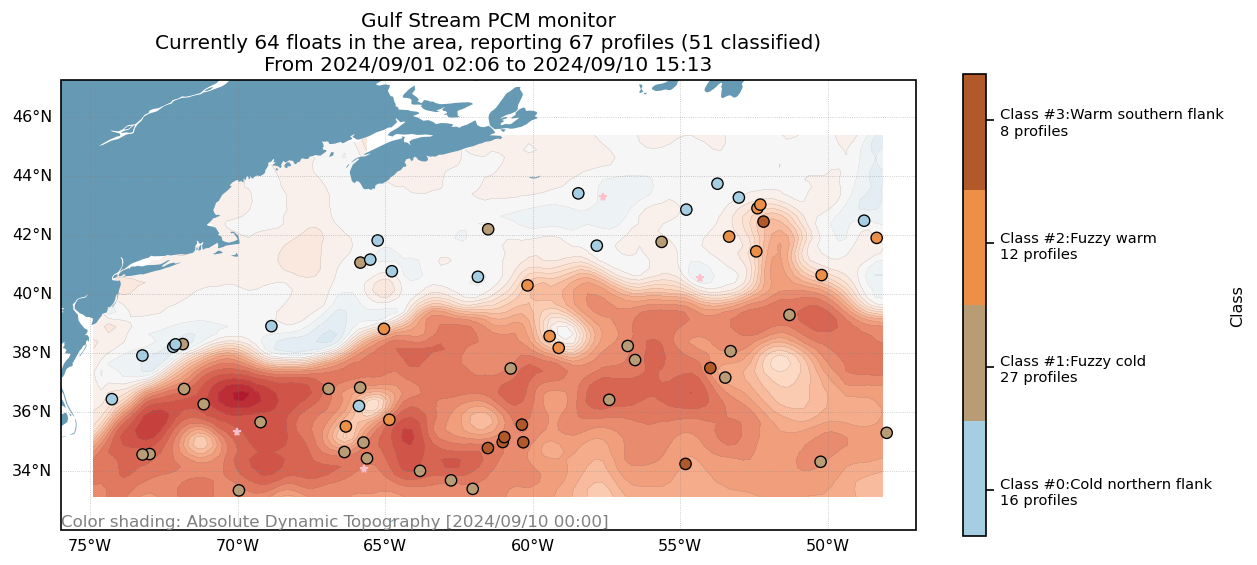 Gulf Stream PCM monitor
Currently 64 floats in the area, reporting 67 profiles (51 classified)
From 2024/09/01 02:06 to 2024/09/10 15:13
46°N
44°N
42°N
40°N
38°N
36°N
34°N
Color shading: Absolute Dynamic Topography [2024/09/10 00:00]
75°W
70°W
65°W
60°W
55°W
50°W
Class #3:Warm southern flank
8 profiles
Class #2:Fuzzy warm
12 profiles
Class #1:Fuzzy cold
27 profiles
Class #0:Cold northern flank
16 profiles
Class